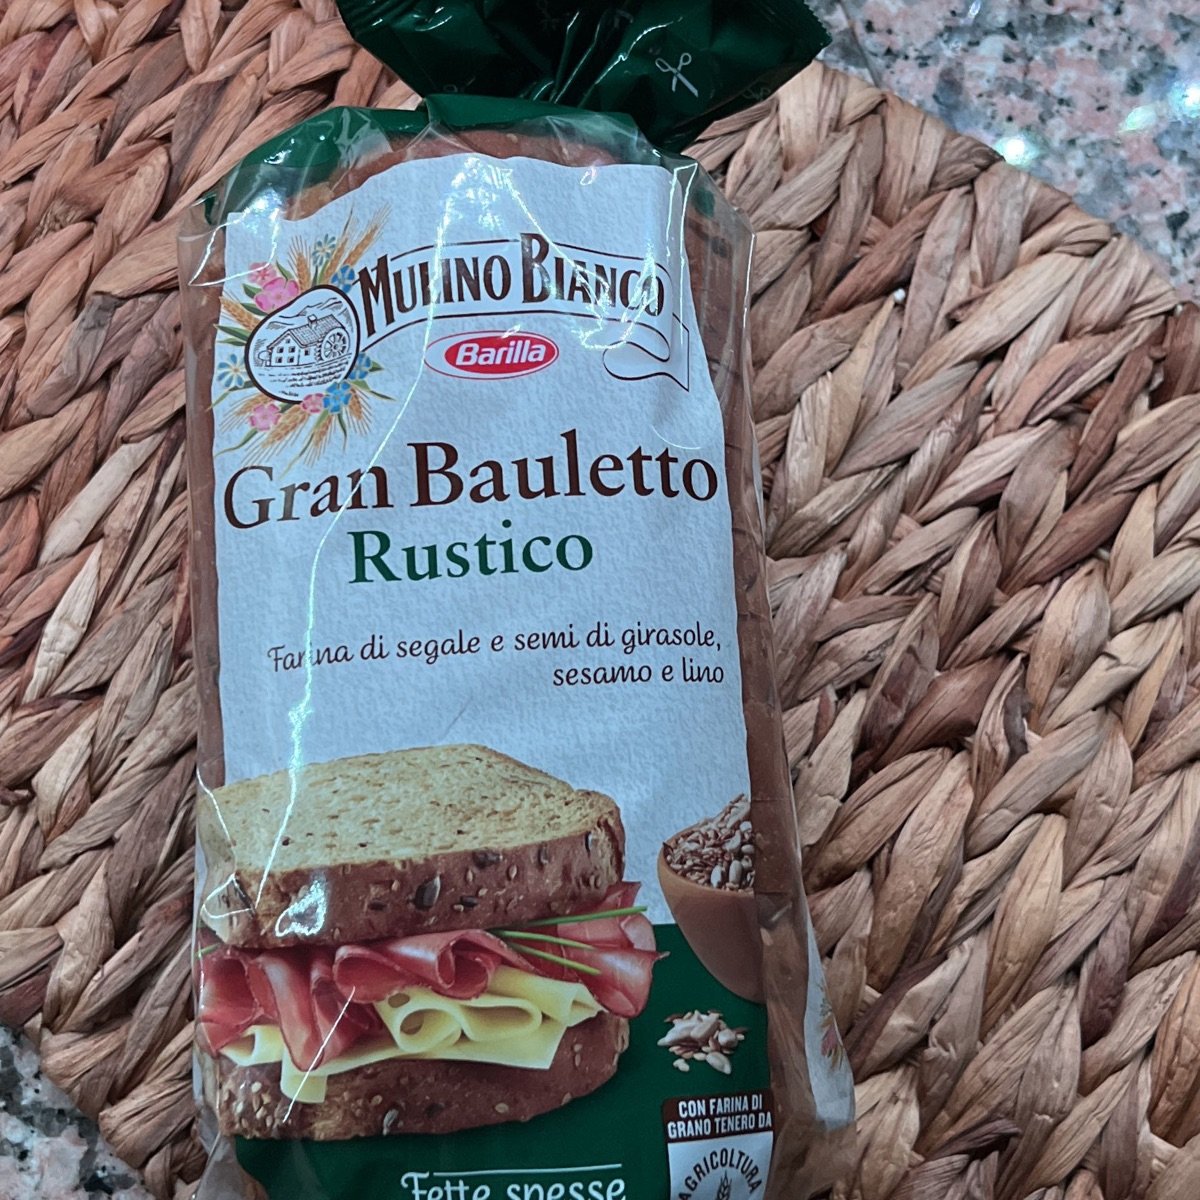 MULINO BIANCO
Barilla
Gran Bauletto
Rustico
Farina di segale e semi di girasole,
sesamo e lino
CON FARINA DI
GRANO TENERO DA
AGRICOLTURA
Fette spesse